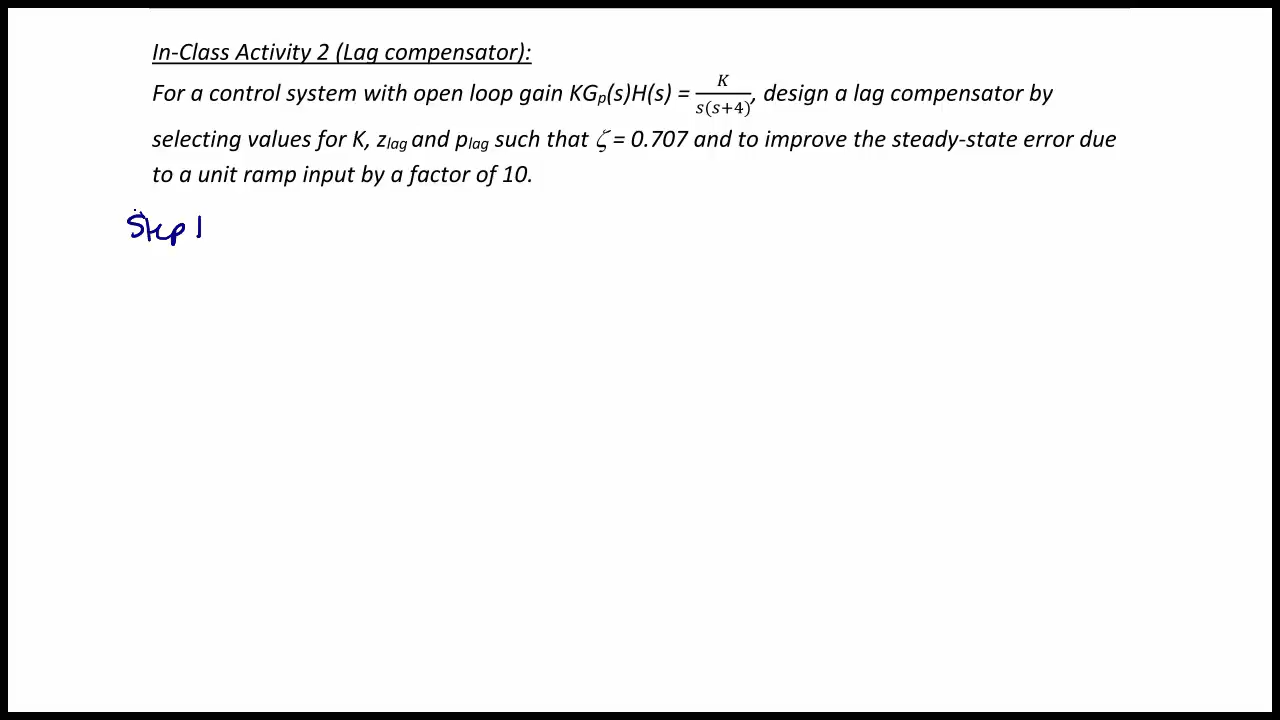 In-Class Activity 2 (Lag compensator):
For a control system with open loop gain KGₚ(s)H(s) = K/(s(s+4)), design a lag compensator by
selecting values for K, z_lag and p_lag such that ζ = 0.707 and to improve the steady-state error due
to a unit ramp input by a factor of 10.
Step 1